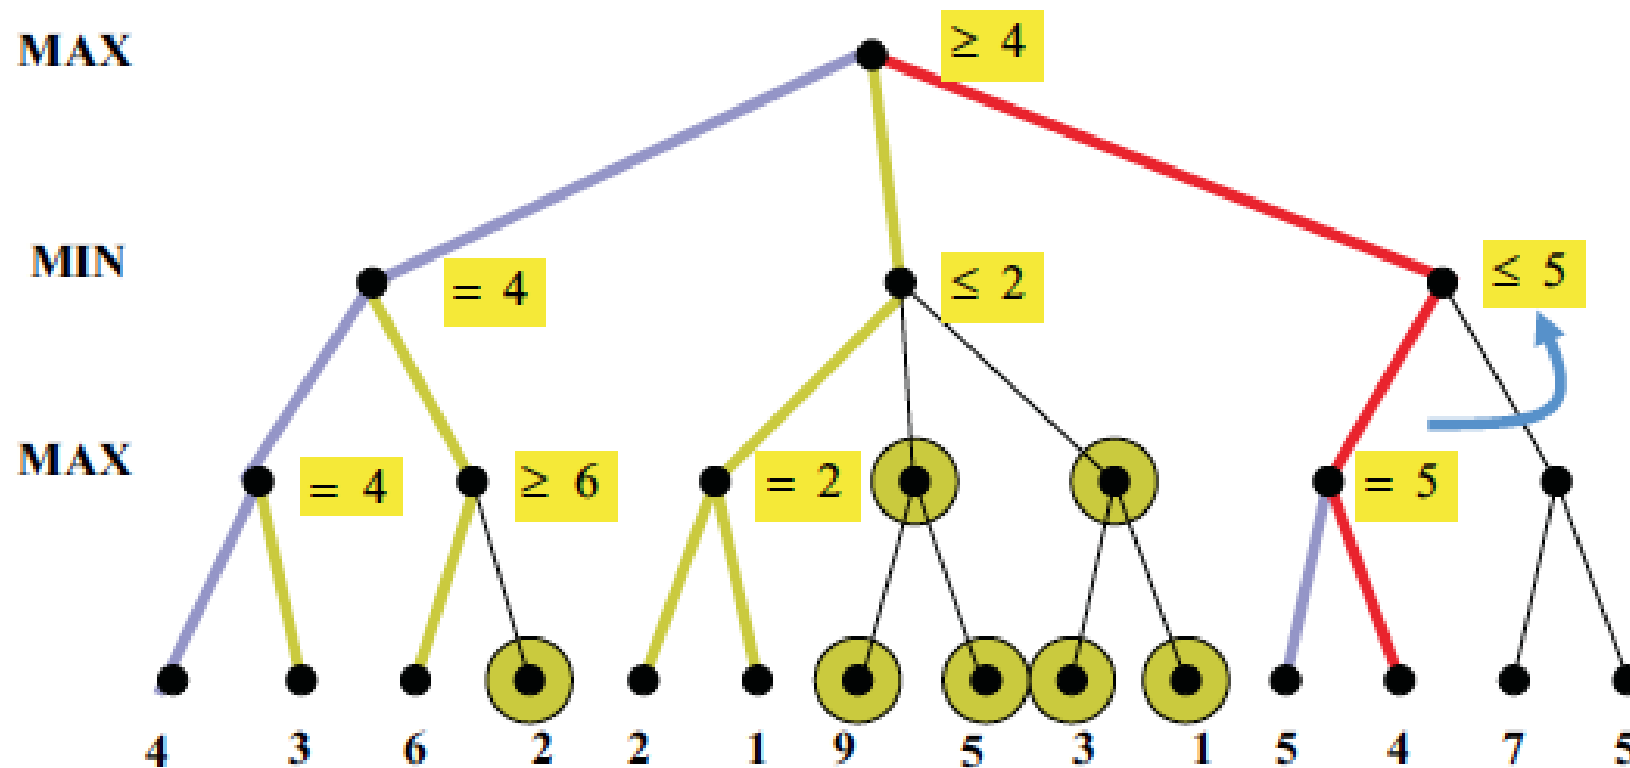 MAX ≥ 4
MIN = 4 ≤ 2 ≤ 5
MAX = 4 ≥ 6 = 2 = 5
4 3 6 2 2 1 9 5 3 1 5 4 7 5